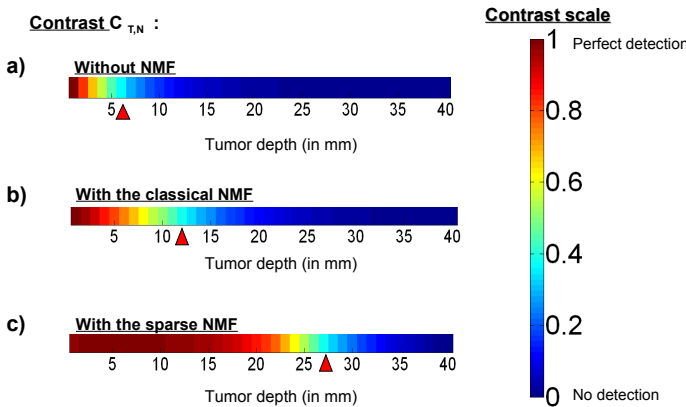 Contrast C T,N :
a)
Without NMF
5 10 15 20 25 30 35 40
Tumor depth (in mm)
b)
With the classical NMF
5 10 15 20 25 30 35 40
Tumor depth (in mm)
c)
With the sparse NMF
5 10 15 20 25 30 35 40
Tumor depth (in mm)
Contrast scale
1 Perfect detection
0.8
0.6
0.4
0.2
0 No detection